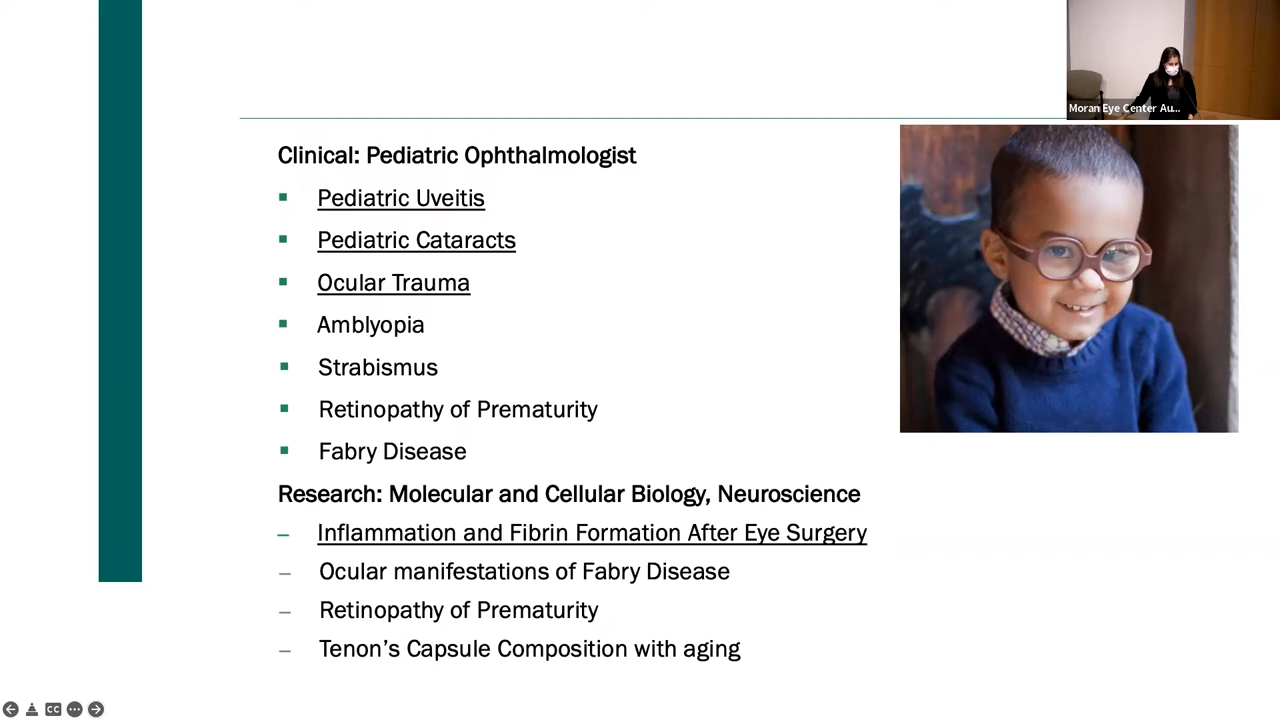 Moran Eye Center Au...
Clinical: Pediatric Ophthalmologist
Pediatric Uveitis
Pediatric Cataracts
Ocular Trauma
Amblyopia
Strabismus
Retinopathy of Prematurity
Fabry Disease
Research: Molecular and Cellular Biology, Neuroscience
Inflammation and Fibrin Formation After Eye Surgery
Ocular manifestations of Fabry Disease
Retinopathy of Prematurity
Tenon’s Capsule Composition with aging
CC